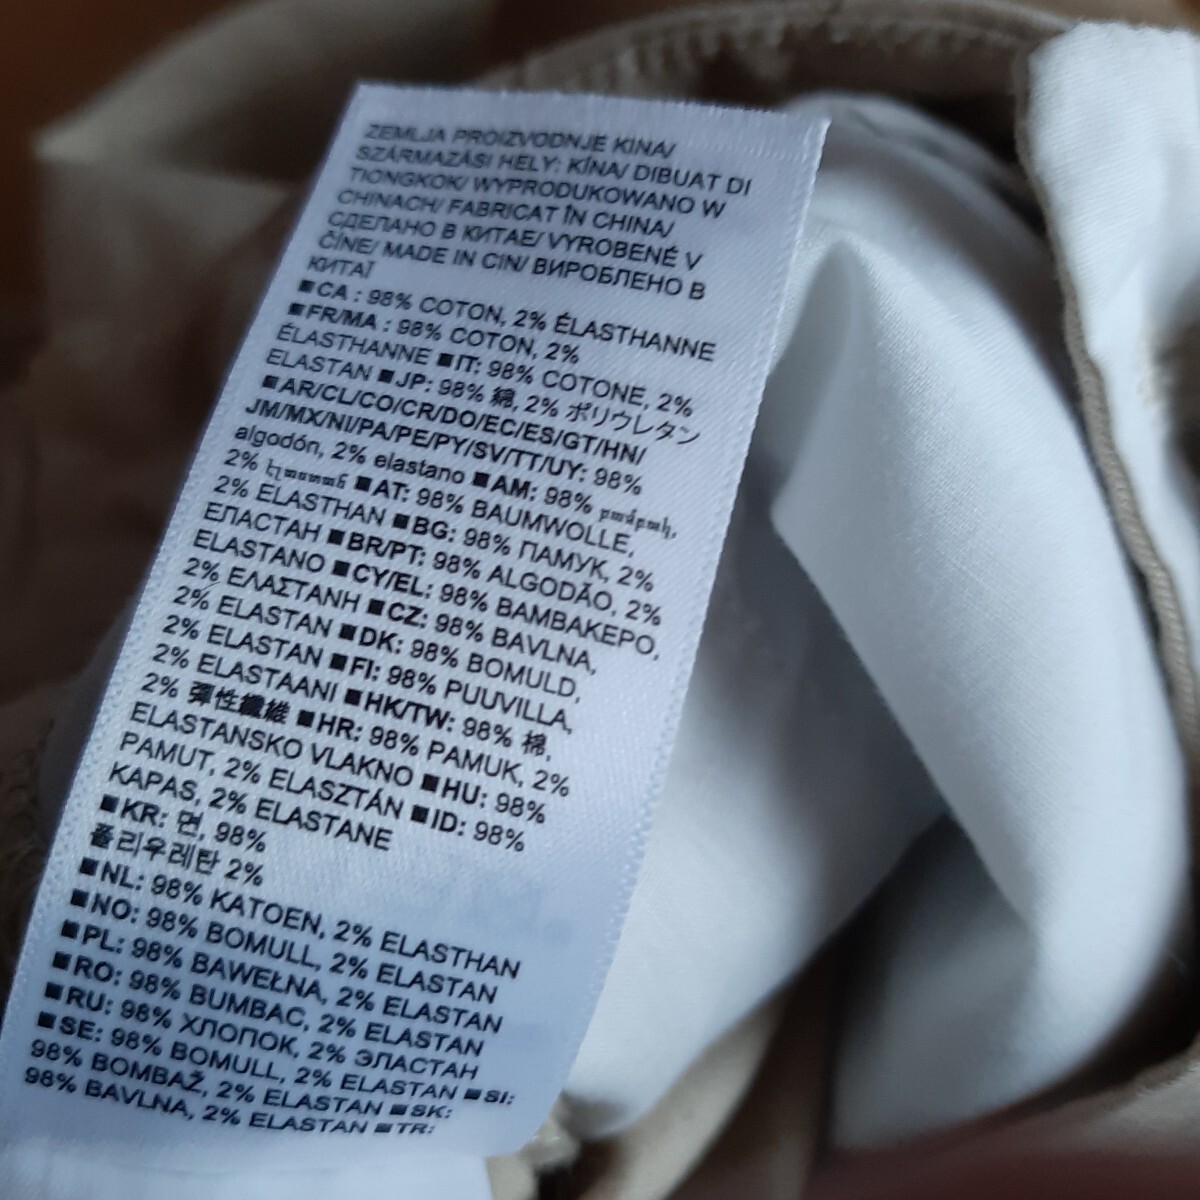 ZEMLJA PROIZVODNJE KINA/
SZÁRMAZÁSI HELY: KÍNA/ DIBUAT DI
TIONGKOK/ WYPRODUKOWANO W
CHINACH/ FABRICAT ÎN CHINA/
СДЕЛАНО В КИТАЕ/ VYROBENÉ V
ČÍNE/ MADE IN CIN/ ВИРОБЛЕНО В
КИТАЇ
■CA : 98% COTON, 2% ÉLASTHANNE
■FR/MA : 98% COTON, 2%
ÉLASTHANNE ■IT: 98% COTONE, 2%
ELASTAN ■JP: 98% 綿, 2% ポリウレタン
■AR/CL/CO/CR/DO/EC/ES/GT/HN/
JM/MX/NI/PA/PE/PY/SV/TT/UY: 98%
algodón, 2% elastano ■AM: 98% բամբակ,
2% էլաստան ■AT: 98% BAUMWOLLE,
2% ELASTHAN ■BG: 98% ПАМУК, 2%
ЕЛАСТАН ■BR/PT: 98% ALGODÃO, 2%
ELASTANO ■CY/EL: 98% ΒΑΜΒΑΚΕΡΟ,
2% ΕΛΑΣΤΑΝΗ ■CZ: 98% BAVLNA,
2% ELASTAN ■DK: 98% BOMULD,
2% ELASTAN ■FI: 98% PUUVILLA,
2% ELASTAANI ■HK/TW: 98% 棉,
2% 彈性纖維 ■HR: 98% PAMUK, 2%
ELASTANSKO VLAKNO ■HU: 98%
PAMUT, 2% ELASZTÁN ■ID: 98%
KAPAS, 2% ELASTANE
■KR: 면, 98%
폴리우레탄 2%
■NL: 98% KATOEN, 2% ELASTHAN
■NO: 98% BOMULL, 2% ELASTAN
■PL: 98% BAWEŁNA, 2% ELASTAN
■RO: 98% BUMBAC, 2% ELASTAN
■RU: 98% ХЛОПОК, 2% ЭЛАСТАН
■SE: 98% BOMULL, 2% ELASTAN ■SI:
98% BOMBAŽ, 2% ELASTAN ■SK:
98% BAVLNA, 2% ELASTAN ■TR: